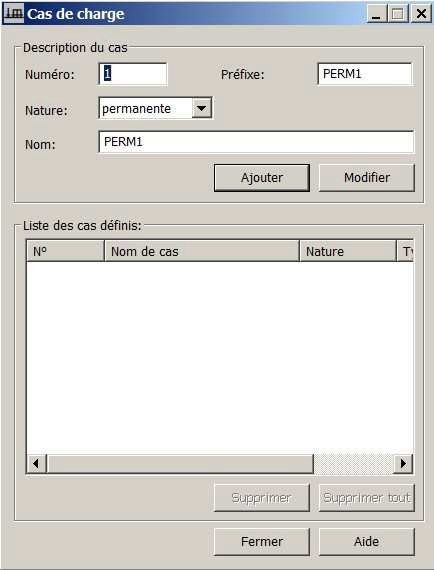 Cas de charge
Description du cas
Numéro: 1 Préfixe: PERM1
Nature: permanente
Nom: PERM1
Ajouter Modifier
Liste des cas définis:
N° Nom de cas Nature
Supprimer Supprimer tout
Fermer Aide